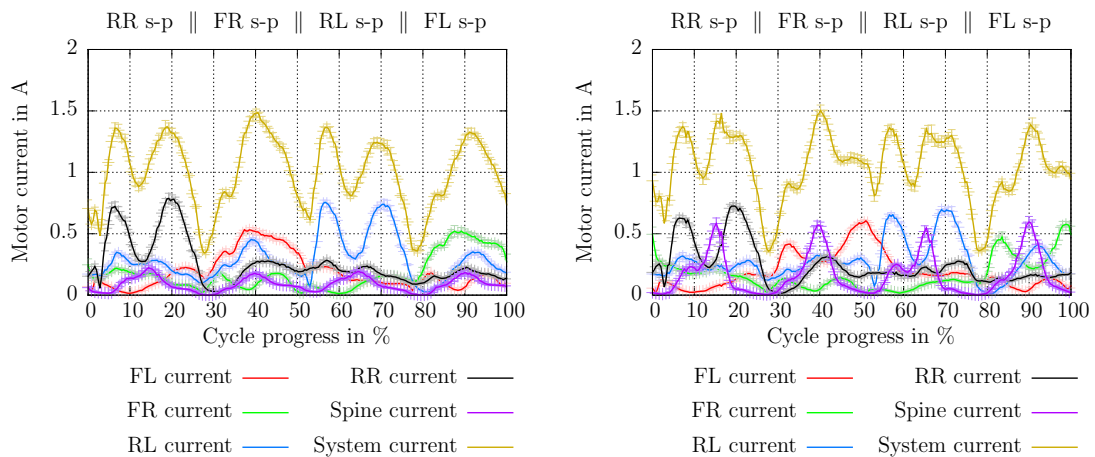 RR s-p ∥ FR s-p ∥ RL s-p ∥ FL s-p
Motor current in A
2
1.5
1
0.5
0
0 10 20 30 40 50 60 70 80 90 100
Cycle progress in %
FL current RR current
FR current Spine current
RL current System current
RR s-p ∥ FR s-p ∥ RL s-p ∥ FL s-p
Motor current in A
2
1.5
1
0.5
0
0 10 20 30 40 50 60 70 80 90 100
Cycle progress in %
FL current RR current
FR current Spine current
RL current System current